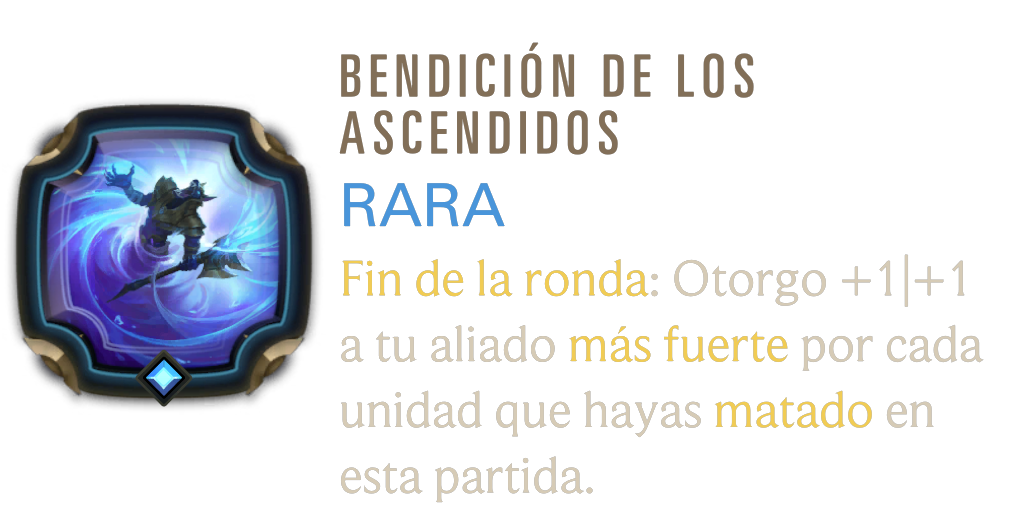 BENDICIÓN DE LOS
ASCENDIDOS
RARA
Fin de la ronda: Otorgo +1|+1
a tu aliado más fuerte por cada
unidad que hayas matado en
esta partida.